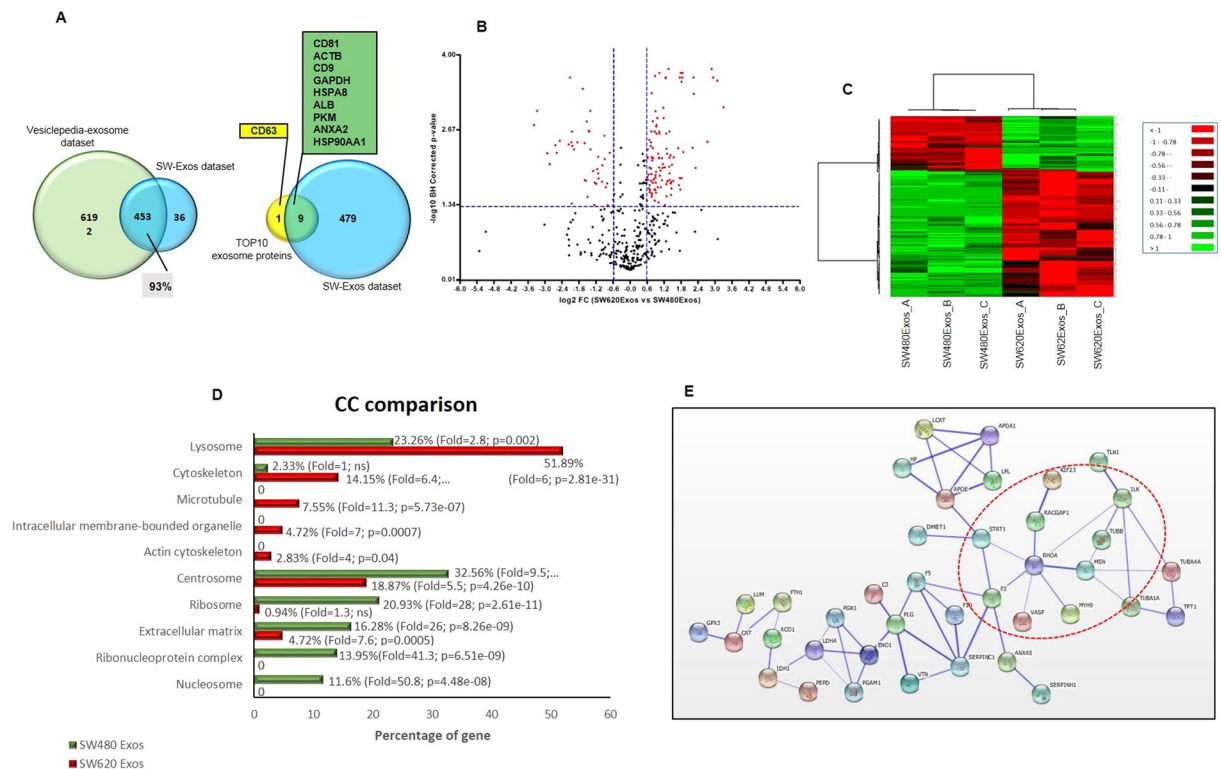 A
Vesiclepedia-exosome
dataset
SW-Exos dataset
619
2
453
36
93%
CD63
CD81
ACTB
CD9
GAPDH
HSPA8
ALB
PKM
ANXA2
HSP90AA1
1
9
479
TOP10
exosome proteins
SW-Exos dataset
B
-log10 BH Corrected p-value
4.00
2.67
1.34
0.01
-6.0 -5.4 -4.8 -4.2 -3.6 -3.0 -2.4 -1.8 -1.2 -0.6 0.0 0.6 1.2 1.8 2.4 3.0 3.6 4.2 4.8 5.4 6.0
log2 FC (SW620Exos vs SW480Exos)
C
SW480Exos_A
SW480Exos_B
SW480Exos_C
SW620Exos_A
SW62Exos_B
SW620Exos_C
< -1
-1 - -0.78
-0.78 - -
-0.56 - -
-0.33 - -
-0.11 -
0.11 - 0.33
0.33 - 0.56
0.56 - 0.78
0.78 - 1
> 1
D
CC comparison
Lysosome
23.26% (Fold=2.8; p=0.002)
51.89%
(Fold=6; p=2.81e-31)
Cytoskeleton
2.33% (Fold=1; ns)
14.15% (Fold=6.4;...
Microtubule
0
7.55% (Fold=11.3; p=5.73e-07)
Intracellular membrane-bounded organelle
0
4.72% (Fold=7; p=0.0007)
Actin cytoskeleton
0
2.83% (Fold=4; p=0.04)
Centrosome
32.56% (Fold=9.5;...
18.87% (Fold=5.5; p=4.26e-10)
Ribosome
20.93% (Fold=28; p=2.61e-11)
0.94% (Fold=1.3; ns)
Extracellular matrix
16.28% (Fold=26; p=8.26e-09)
4.72% (Fold=7.6; p=0.0005)
Ribonucleoprotein complex
13.95%(Fold=41.3; p=6.51e-09)
0
Nucleosome
11.6% (Fold=50.8; p=4.48e-08)
0
0 10 20 30 40 50 60
Percentage of gene
SW480 Exos
SW620 Exos
E
LCAT
APOA1
HP
LPL
APOE
TLN1
KIF23
ILK
RACGAP1
DMBT1
STAT1
TUBB
RHOA
MSN
TUBA4A
F5
C3
F2
VASP
MYH9
TUBA1A
TPT1
LUM
FTH1
PGK1
PLG
GPX3
CAT
ACO1
LDHA
ENO1
SERPINC1
ANXA5
IDH1
PEPD
PGAM1
VTN
SERPINH1